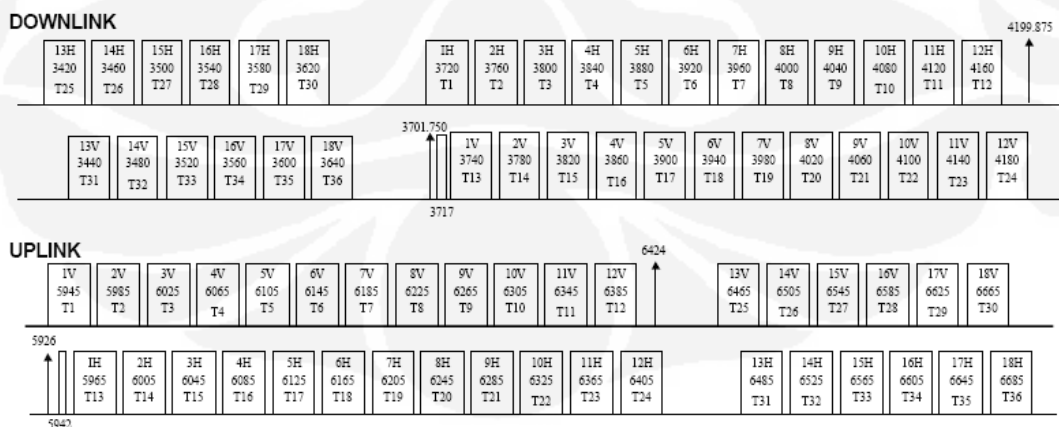 DOWNLINK
4199.875
13H 14H 15H 16H 17H 18H IH 2H 3H 4H 5H 6H 7H 8H 9H 10H 11H 12H
3420 3460 3500 3540 3580 3620 3720 3760 3800 3840 3880 3920 3960 4000 4040 4080 4120 4160
T25 T26 T27 T28 T29 T30 T1 T2 T3 T4 T5 T6 T7 T8 T9 T10 T11 T12
3701.750
13V 14V 15V 16V 17V 18V 1V 2V 3V 4V 5V 6V 7V 8V 9V 10V 11V 12V
3440 3480 3520 3560 3600 3640 3740 3780 3820 3860 3900 3940 3980 4020 4060 4100 4140 4180
T31 T32 T33 T34 T35 T36 T13 T14 T15 T16 T17 T18 T19 T20 T21 T22 T23 T24
3717
UPLINK
6424
1V 2V 3V 4V 5V 6V 7V 8V 9V 10V 11V 12V 13V 14V 15V 16V 17V 18V
5945 5985 6025 6065 6105 6145 6185 6225 6265 6305 6345 6385 6465 6505 6545 6585 6625 6665
T1 T2 T3 T4 T5 T6 T7 T8 T9 T10 T11 T12 T25 T26 T27 T28 T29 T30
5926
IH 2H 3H 4H 5H 6H 7H 8H 9H 10H 11H 12H 13H 14H 15H 16H 17H 18H
5965 6005 6045 6085 6125 6165 6205 6245 6285 6325 6365 6405 6485 6525 6565 6605 6645 6685
T13 T14 T15 T16 T17 T18 T19 T20 T21 T22 T23 T24 T31 T32 T33 T34 T35 T36
5942